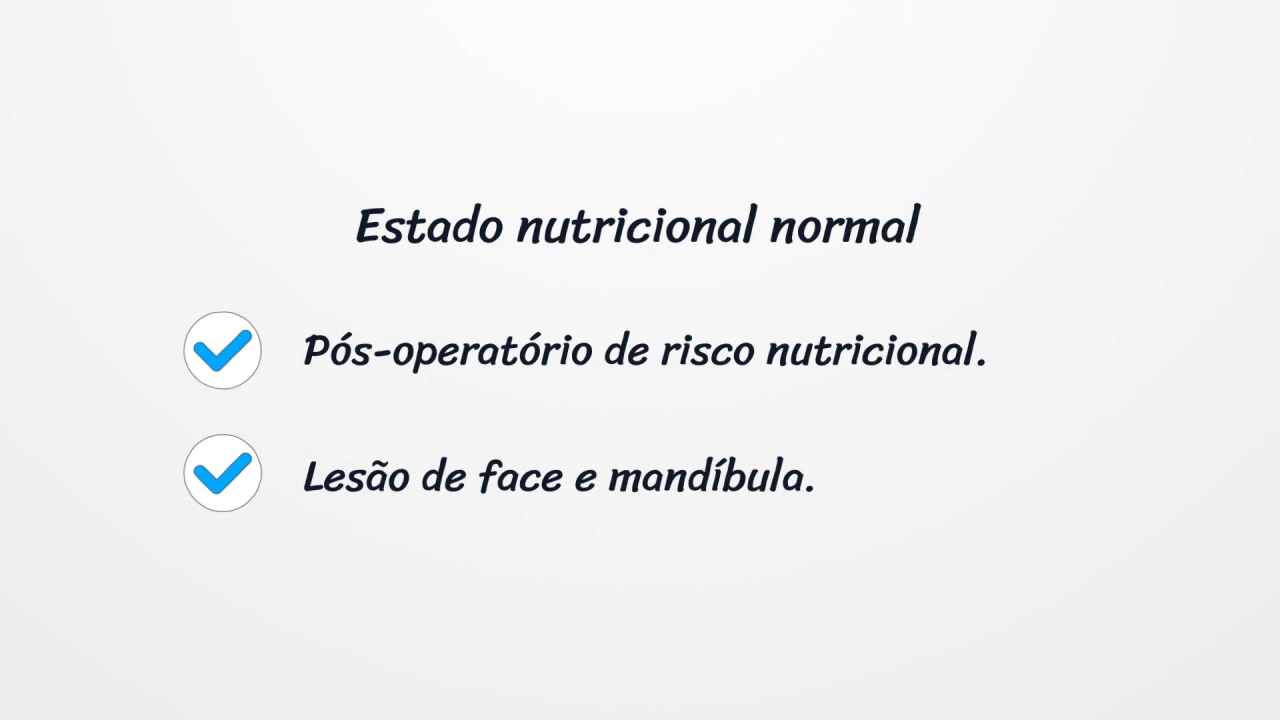 Estado nutricional normal
Pós-operatório de risco nutricional.
Lesão de face e mandíbula.